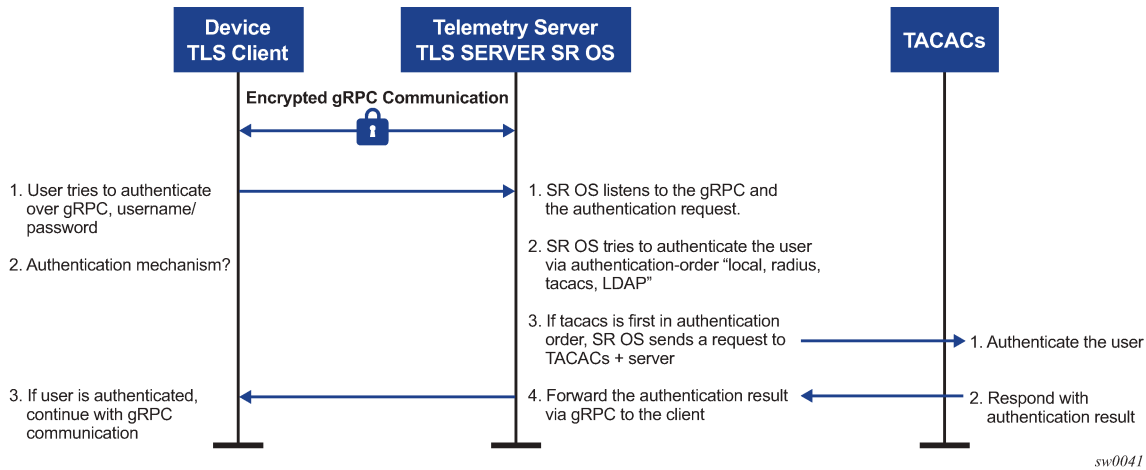 Device
TLS Client
Telemetry Server
TLS SERVER SR OS
TACACs
Encrypted gRPC Communication
1. User tries to authenticate
over gRPC, username/
password
2. Authentication mechanism?
3. If user is authenticated,
continue with gRPC
communication
1. SR OS listens to the gRPC and
the authentication request.
2. SR OS tries to authenticate the user
via authentication-order “local, radius,
tacacs, LDAP”
3. If tacacs is first in authentication
order, SR OS sends a request to
TACACs + server
4. Forward the authentication result
via gRPC to the client
1. Authenticate the user
2. Respond with
authentication result
sw0041